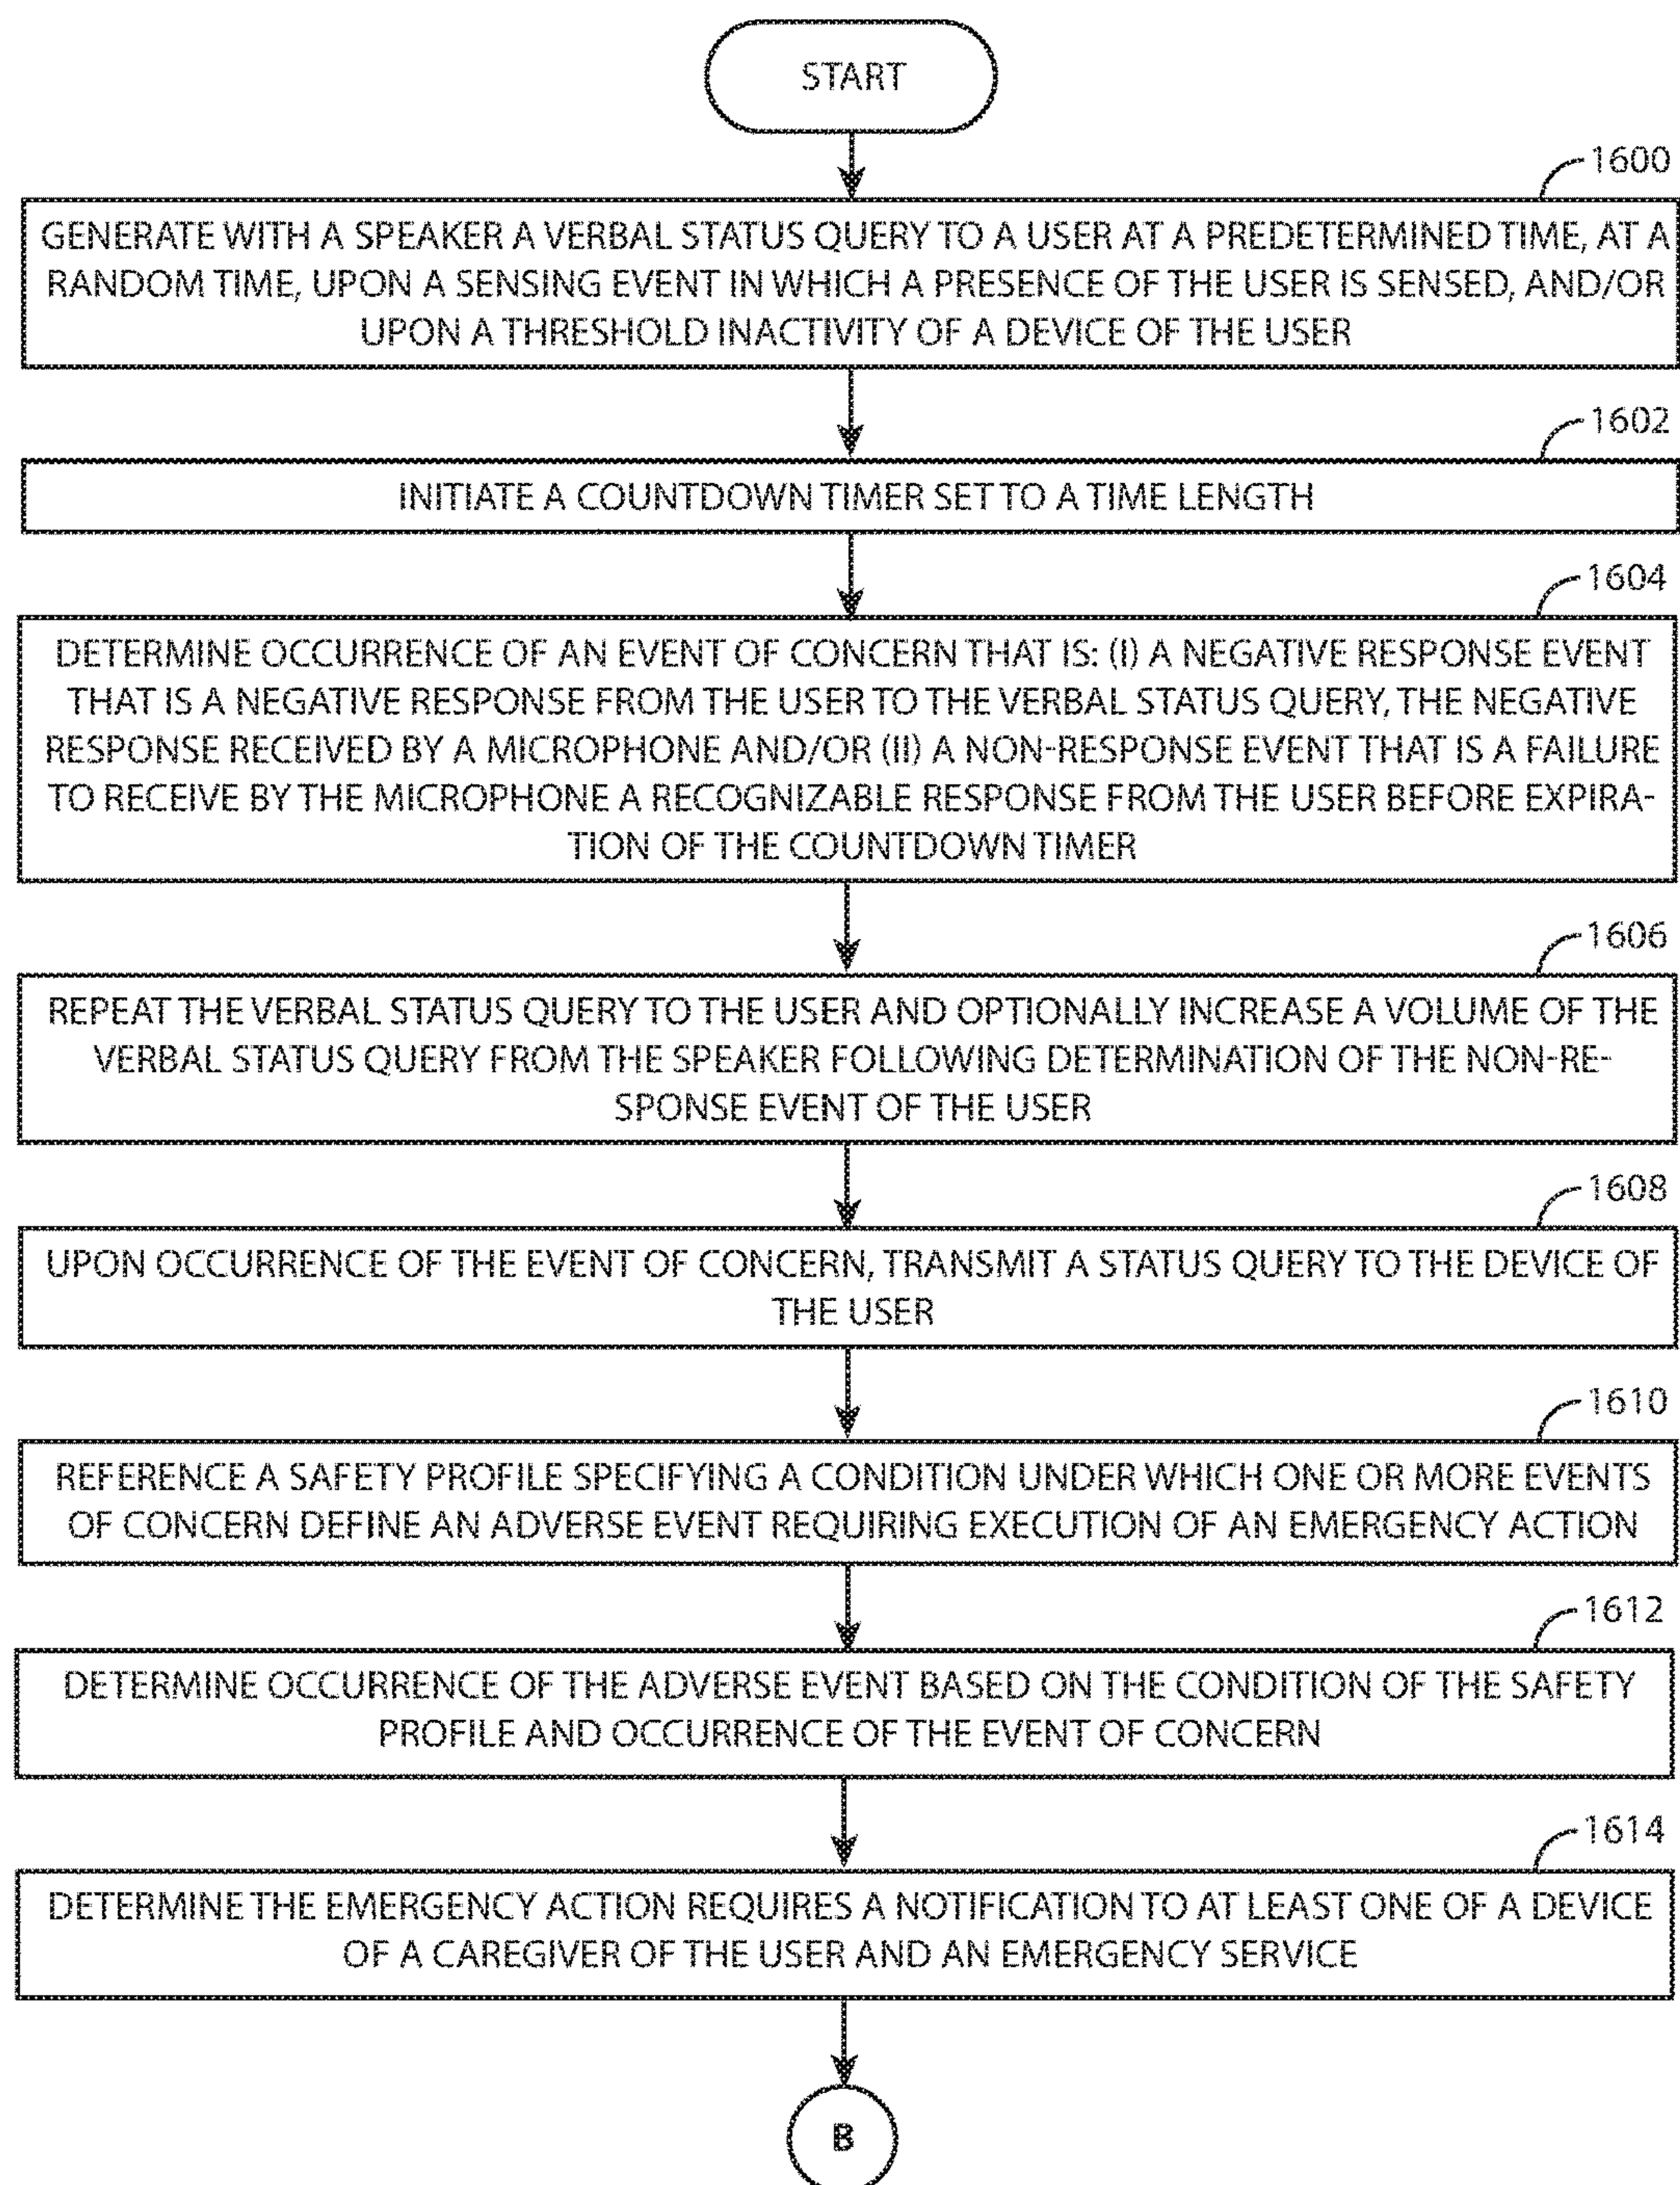 START
1600
GENERATE WITH A SPEAKER A VERBAL STATUS QUERY TO A USER AT A PREDETERMINED TIME, AT A
RANDOM TIME, UPON A SENSING EVENT IN WHICH A PRESENCE OF THE USER IS SENSED, AND/OR
UPON A THRESHOLD INACTIVITY OF A DEVICE OF THE USER
1602
INITIATE A COUNTDOWN TIMER SET TO A TIME LENGTH
1604
DETERMINE OCCURRENCE OF AN EVENT OF CONCERN THAT IS: (I) A NEGATIVE RESPONSE EVENT
THAT IS A NEGATIVE RESPONSE FROM THE USER TO THE VERBAL STATUS QUERY, THE NEGATIVE
RESPONSE RECEIVED BY A MICROPHONE AND/OR (II) A NON-RESPONSE EVENT THAT IS A FAILURE
TO RECEIVE BY THE MICROPHONE A RECOGNIZABLE RESPONSE FROM THE USER BEFORE EXPIRA-
TION OF THE COUNTDOWN TIMER
1606
REPEAT THE VERBAL STATUS QUERY TO THE USER AND OPTIONALLY INCREASE A VOLUME OF THE
VERBAL STATUS QUERY FROM THE SPEAKER FOLLOWING DETERMINATION OF THE NON-RE-
SPONSE EVENT OF THE USER
1608
UPON OCCURRENCE OF THE EVENT OF CONCERN, TRANSMIT A STATUS QUERY TO THE DEVICE OF
THE USER
1610
REFERENCE A SAFETY PROFILE SPECIFYING A CONDITION UNDER WHICH ONE OR MORE EVENTS
OF CONCERN DEFINE AN ADVERSE EVENT REQUIRING EXECUTION OF AN EMERGENCY ACTION
1612
DETERMINE OCCURRENCE OF THE ADVERSE EVENT BASED ON THE CONDITION OF THE SAFETY
PROFILE AND OCCURRENCE OF THE EVENT OF CONCERN
1614
DETERMINE THE EMERGENCY ACTION REQUIRES A NOTIFICATION TO AT LEAST ONE OF A DEVICE
OF A CAREGIVER OF THE USER AND AN EMERGENCY SERVICE
B